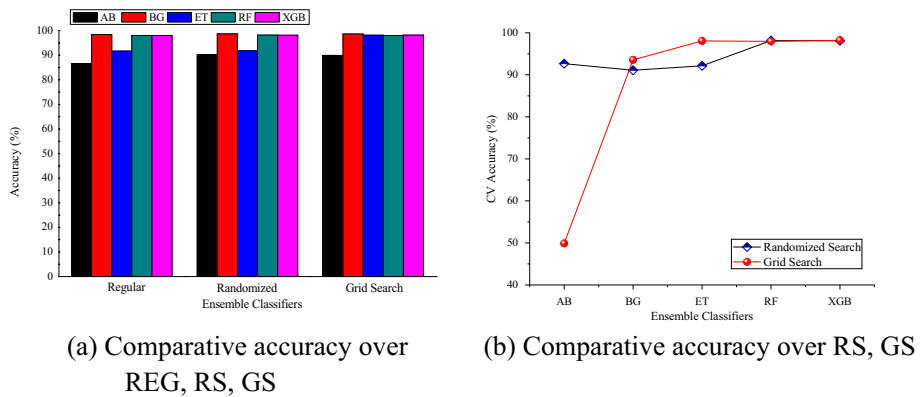 AB BG ET RF XGB
100
90
80
70
60
50
40
30
20
10
0
Accuracy (%)
Regular Randomized Grid Search
Ensemble Classifiers
(a) Comparative accuracy over
REG, RS, GS
100
90
80
70
60
50
40
CV Accuracy (%)
Randomized Search
Grid Search
AB BG ET RF XGB
Ensemble Classifiers
(b) Comparative accuracy over RS, GS